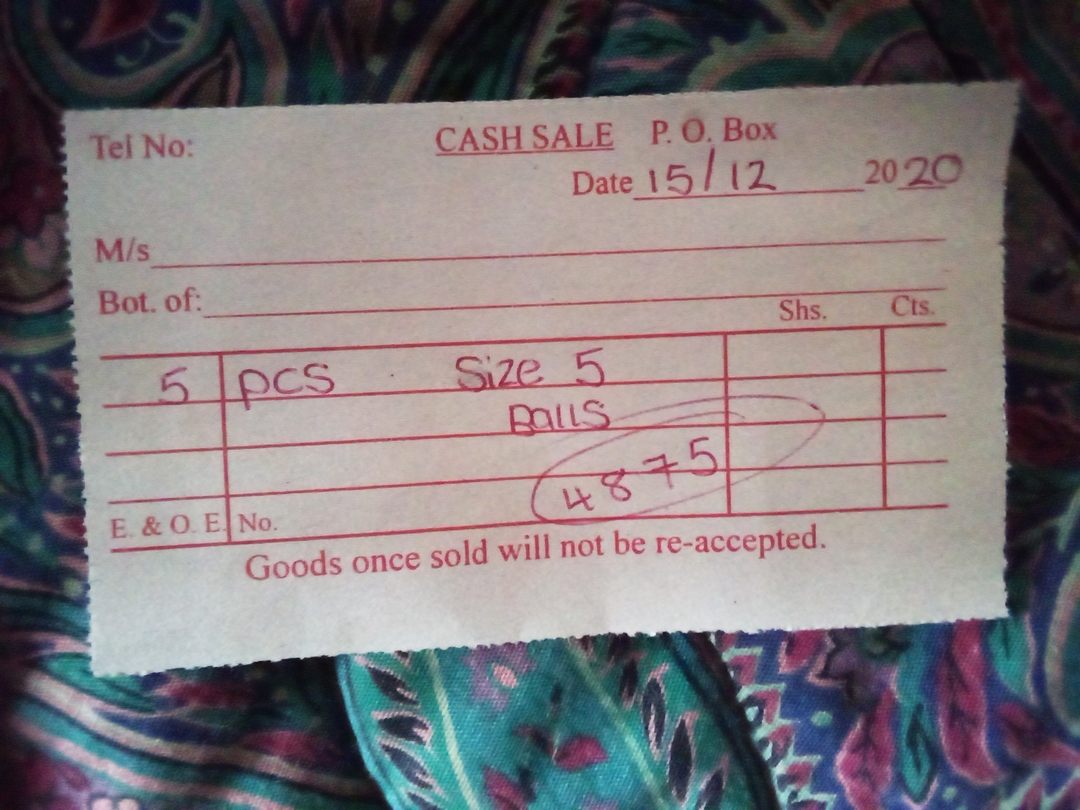 Tel No: CASH SALE P. O. Box
Date 15/12 2020
M/s
Bot. of:
Shs. Cts.
5 pcs Size 5
Balls
4875
E. & O. E. No.
Goods once sold will not be re-accepted.